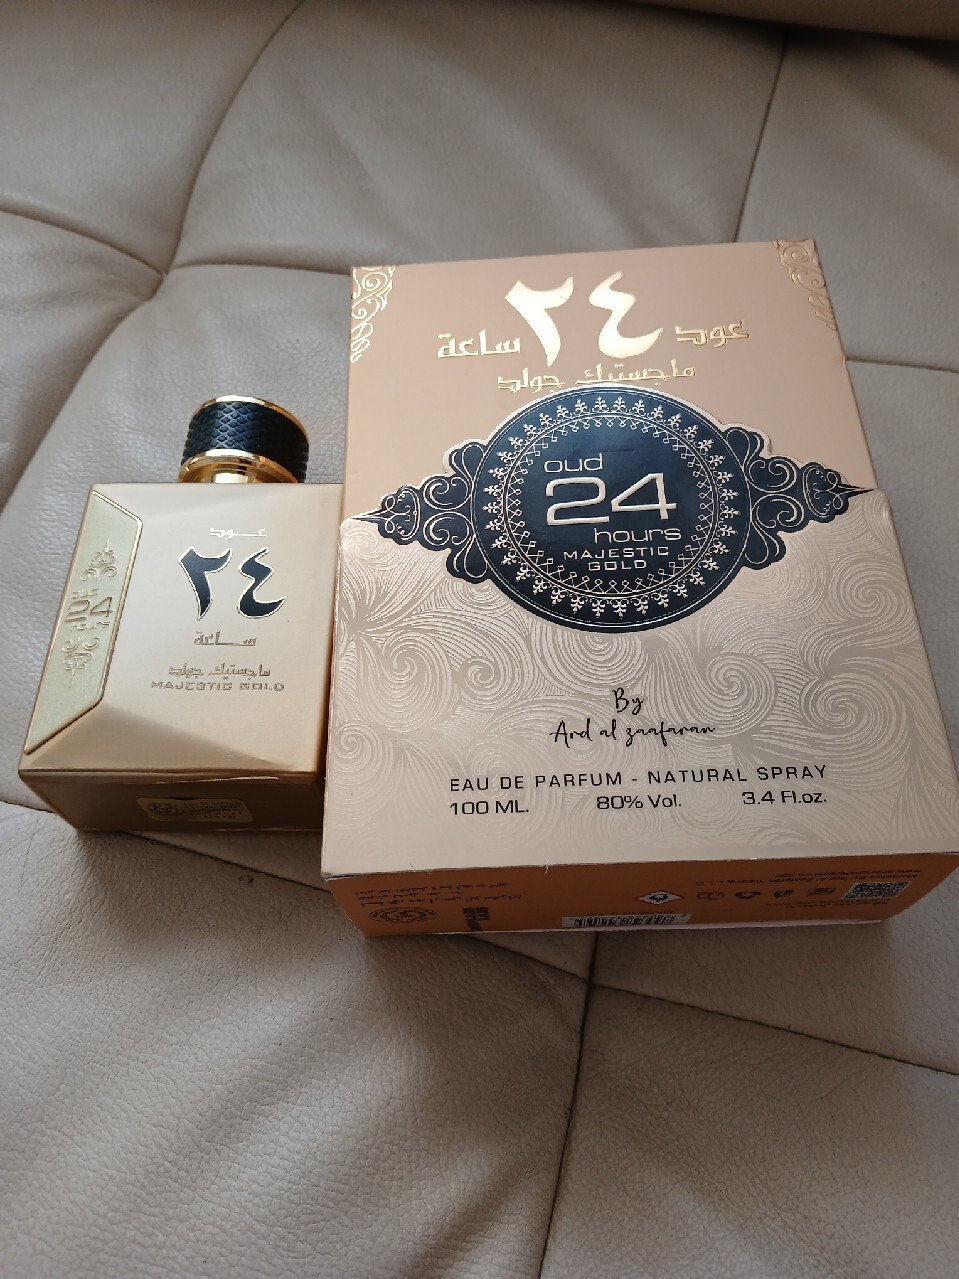 عود ٢٤ ساعة
ماجستيك جولد
oud
24
hours
MAJESTIC
GOLD
By
Ard al zaafaran
EAU DE PARFUM - NATURAL SPRAY
100 ML. 80% Vol. 3.4 Fl.oz.
عود
٢٤
ساعة
ماجستيك جولد
MAJESTIC GOLD
24